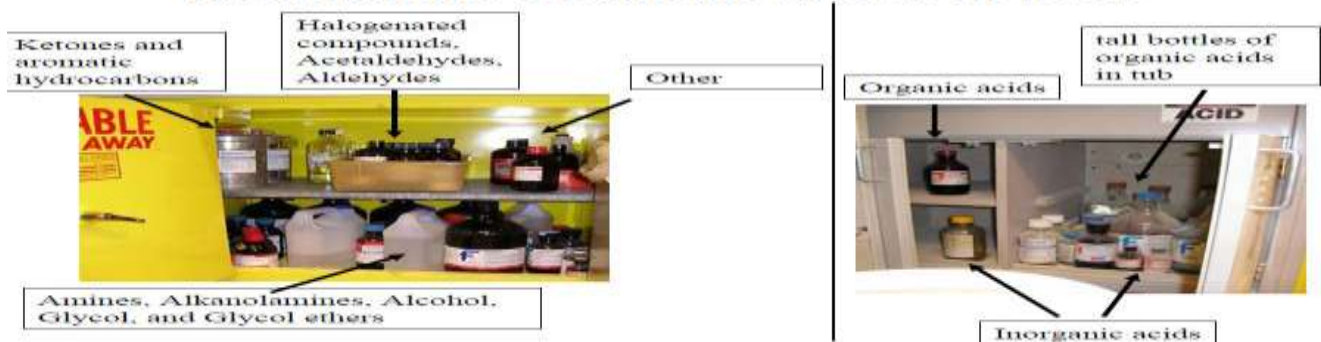 Ketones and
aromatic
hydrocarbons
Halogenated
compounds,
Acetaldehydes,
Aldehydes
Other
ABLE
AWAY
Amines, Alkanolamines, Alcohol,
Glycol, and Glycol ethers
Organic acids
tall bottles of
organic acids
in tub
ACID
Inorganic acids